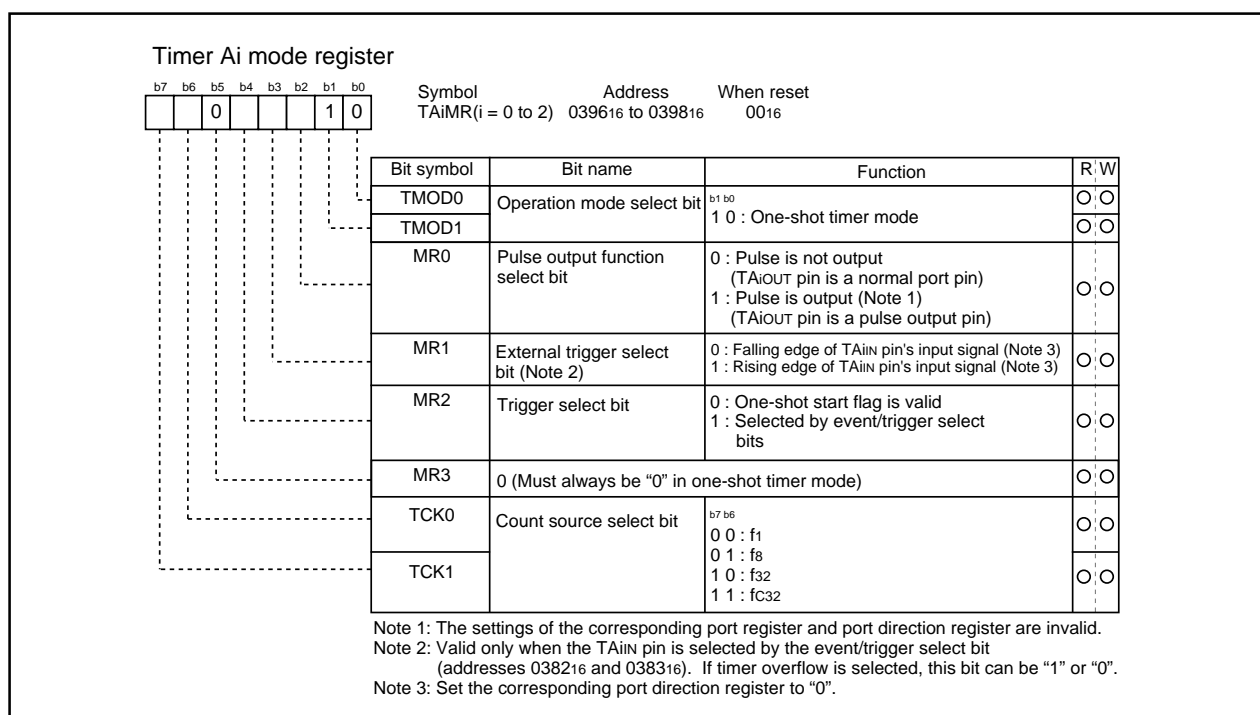 Timer Ai mode register
b7 b6 b5 b4 b3 b2 b1 b0
0 1 0
Symbol Address When reset
TAiMR(i = 0 to 2) 039616 to 039816 0016
Bit symbol Bit name Function R W
TMOD0 Operation mode select bit b1 b0
1 0 : One-shot timer mode
TMOD1
MR0 Pulse output function select bit
0 : Pulse is not output
(TAiOUT pin is a normal port pin)
1 : Pulse is output (Note 1)
(TAiOUT pin is a pulse output pin)
MR1 External trigger select bit (Note 2)
0 : Falling edge of TAiIN pin's input signal (Note 3)
1 : Rising edge of TAiIN pin's input signal (Note 3)
MR2 Trigger select bit
0 : One-shot start flag is valid
1 : Selected by event/trigger select
bits
MR3 0 (Must always be “0” in one-shot timer mode)
TCK0 Count source select bit b7 b6
0 0 : f1
0 1 : f8
TCK1 1 0 : f32
1 1 : fC32
Note 1: The settings of the corresponding port register and port direction register are invalid.
Note 2: Valid only when the TAiIN pin is selected by the event/trigger select bit
(addresses 038216 and 038316). If timer overflow is selected, this bit can be “1” or “0”.
Note 3: Set the corresponding port direction register to “0”.